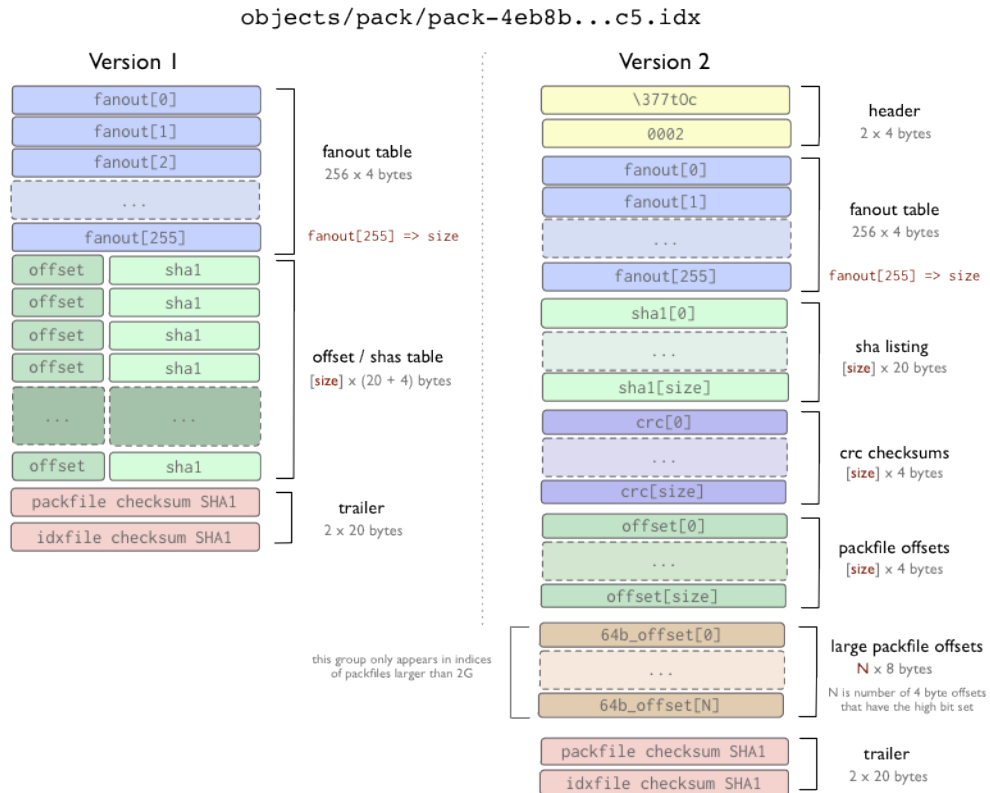 objects/pack/pack-4eb8b...c5.idx
Version 1
fanout[0]
fanout[1]
fanout[2]
...
fanout[255]
fanout table
256 x 4 bytes
fanout[255] => size
offset sha1
offset sha1
offset sha1
offset sha1
... ...
offset sha1
offset / shas table
[size] x (20 + 4) bytes
packfile checksum SHA1
idxfile checksum SHA1
trailer
2 x 20 bytes
Version 2
\377tOc
0002
header
2 x 4 bytes
fanout[0]
fanout[1]
...
fanout[255]
fanout table
256 x 4 bytes
fanout[255] => size
sha1[0]
...
sha1[size]
sha listing
[size] x 20 bytes
crc[0]
...
crc[size]
crc checksums
[size] x 4 bytes
offset[0]
...
offset[size]
packfile offsets
[size] x 4 bytes
this group only appears in indices
of packfiles larger than 2G
64b_offset[0]
...
64b_offset[N]
large packfile offsets
N x 8 bytes
N is number of 4 byte offsets
that have the high bit set
packfile checksum SHA1
idxfile checksum SHA1
trailer
2 x 20 bytes